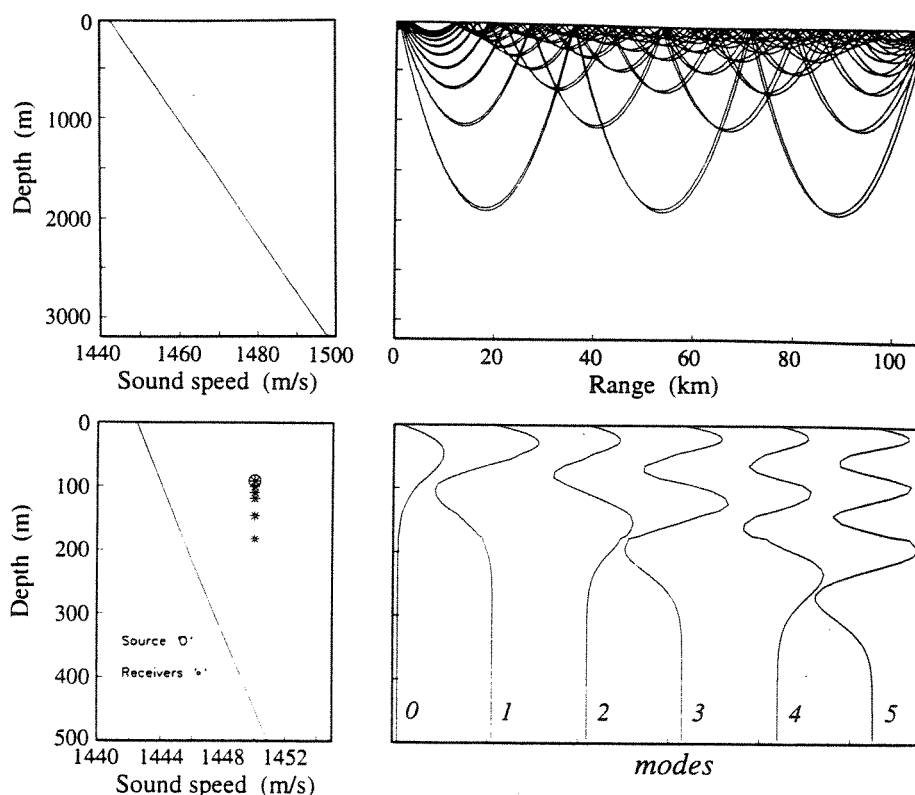 0
1000
2000
3000
Depth (m)
1440 1460 1480 1500
Sound speed (m/s)
0 20 40 60 80 100
Range (km)
0
100
200
300
400
500
Depth (m)
Source 'O'
Receivers '*'
1440 1444 1448 1452
Sound speed (m/s)
0 1 2 3 4 5
modes